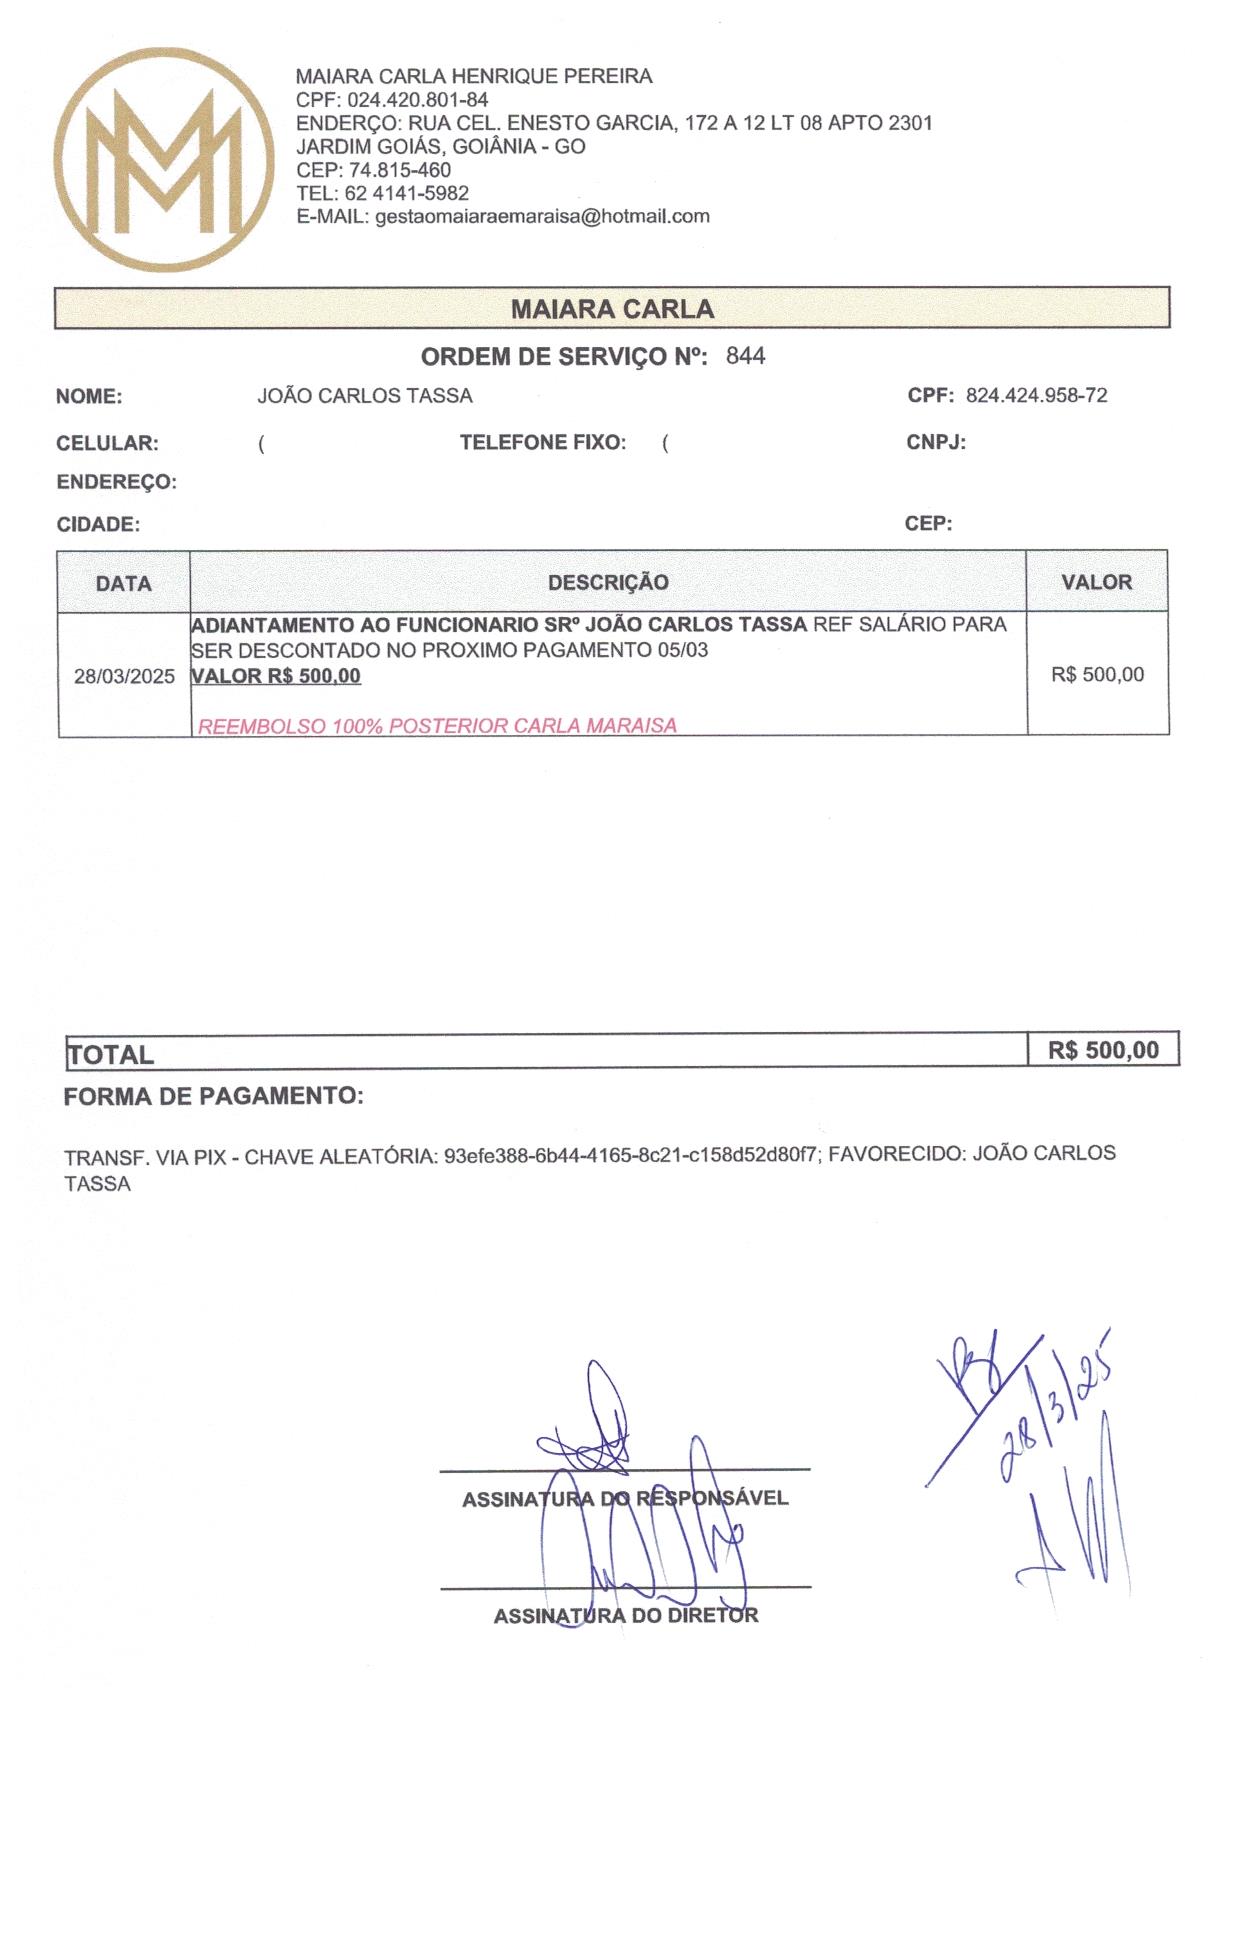 MAIARA CARLA HENRIQUE PEREIRA
CPF: 024.420.801-84
ENDERÇO: RUA CEL. ENESTO GARCIA, 172 A 12 LT 08 APTO 2301
JARDIM GOIÁS, GOIÂNIA - GO
CEP: 74.815-460
TEL: 62 4141-5982
E-MAIL: gestaomaiaraemaraisa@hotmail.com
MAIARA CARLA
ORDEM DE SERVIÇO Nº: 844
NOME: JOÃO CARLOS TASSA CPF: 824.424.958-72
CELULAR: ( TELEFONE FIXO: ( CNPJ:
ENDEREÇO:
CIDADE: CEP:
DATA DESCRIÇÃO VALOR
ADIANTAMENTO AO FUNCIONARIO SRº JOÃO CARLOS TASSA REF SALÁRIO PARA
SER DESCONTADO NO PROXIMO PAGAMENTO 05/03
28/03/2025 VALOR R$ 500,00 R$ 500,00
REEMBOLSO 100% POSTERIOR CARLA MARAISA
TOTAL R$ 500,00
FORMA DE PAGAMENTO:
TRANSF. VIA PIX - CHAVE ALEATÓRIA: 93efe388-6b44-4165-8c21-c158d52d80f7; FAVORECIDO: JOÃO CARLOS
TASSA
28/3/25
ASSINATURA DO RESPONSÁVEL
ASSINATURA DO DIRETOR